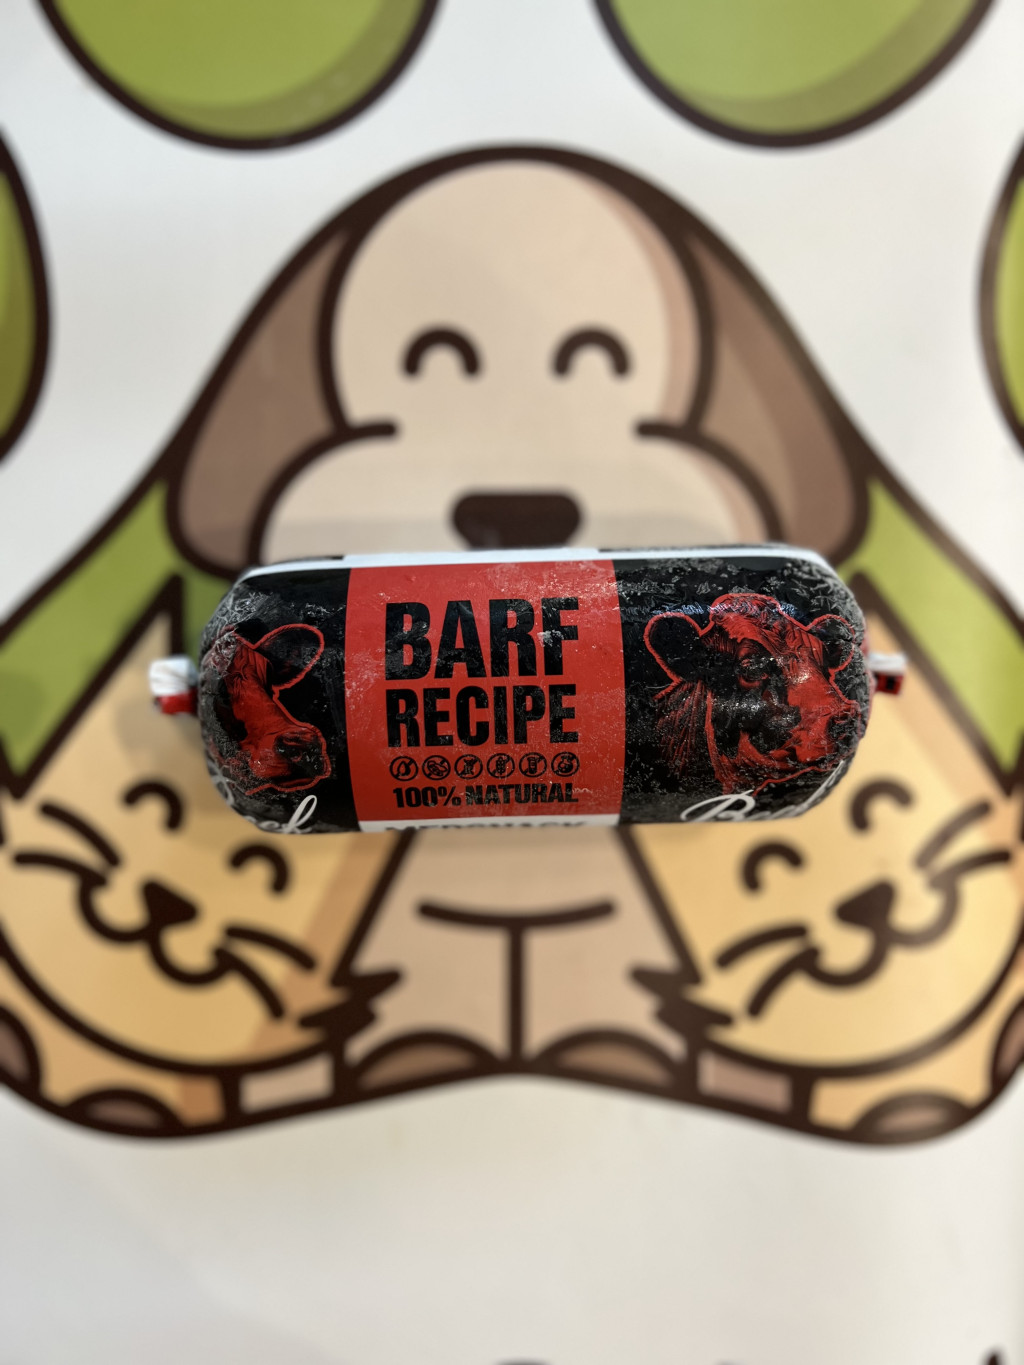 BARF
RECIPE
100% NATURAL